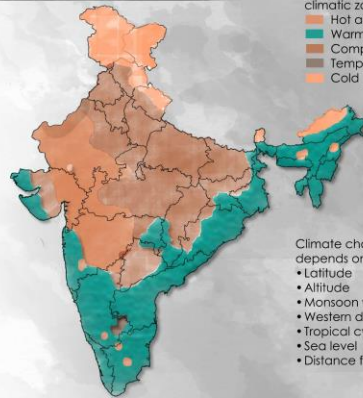 climatic zo
Hot a
Warm
Comp
Temp
Cold
Climate cha
depends on
• Latitude
• Altitude
• Monsoon
• Western d
• Tropical c
• Sea level
• Distance f